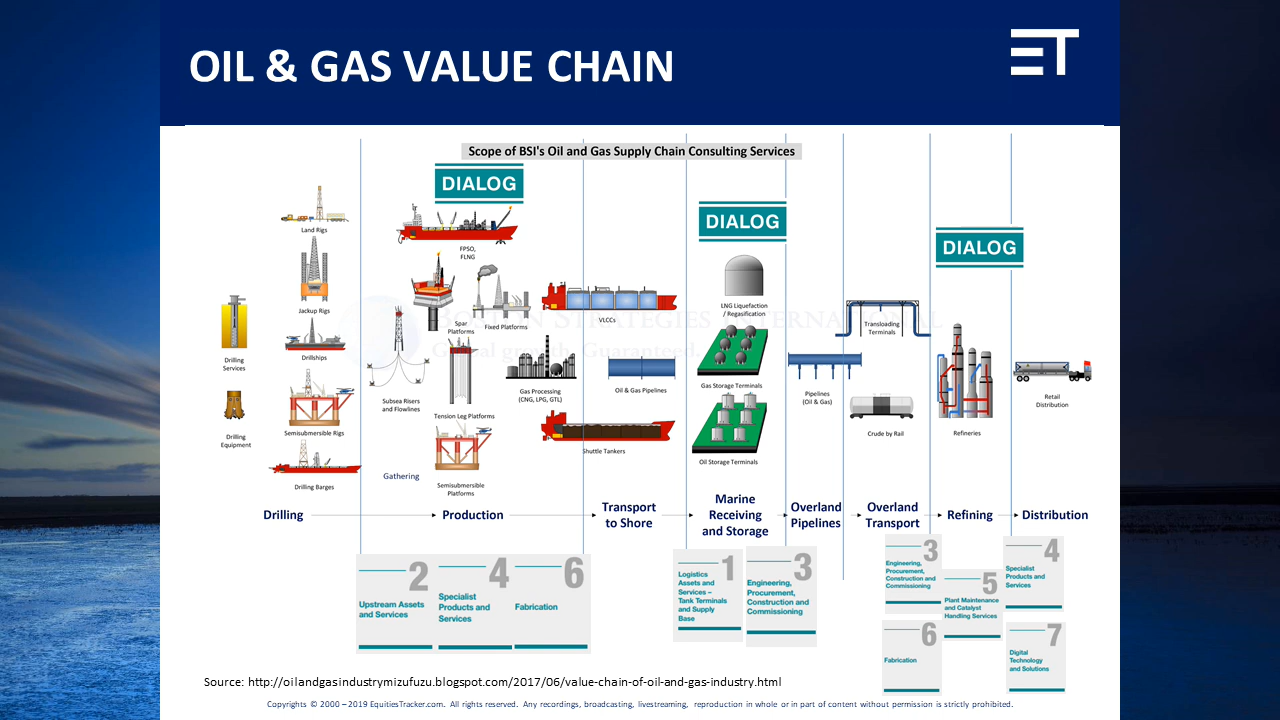 OIL & GAS VALUE CHAIN
ET
Scope of BSI's Oil and Gas Supply Chain Consulting Services
DIALOG
DIALOG
DIALOG
Land Rigs
Jackup Rigs
Drillships
Drilling
Services
Drilling
Equipment
Semisubmersible Rigs
Drilling Barges
FPSO,
FLNG
Spar
Platforms
Fixed Platforms
Subsea Risers
and Flowlines
Tension Leg Platforms
Gas Processing
(CNG, LPG, GTL)
Gathering
Semisubmersible
Platforms
VLCCs
Oil & Gas Pipelines
Shuttle Tankers
LNG Liquefaction
/ Regasification
Gas Storage Terminals
Oil Storage Terminals
Pipelines
(Oil & Gas)
Transloading
Terminals
Crude by Rail
Refineries
Retail
Distribution
BOSTON STRATEGIES INTERNATIONAL
Global growth. Guaranteed.
Drilling
Production
Transport
to Shore
Marine
Receiving
and Storage
Overland
Pipelines
Overland
Transport
Refining
Distribution
2
Upstream Assets
and Services
4
Specialist
Products and
Services
6
Fabrication
1
Logistics
Assets and
Services –
Tank Terminals
and Supply
Base
3
Engineering,
Procurement,
Construction and
Commissioning
3
Engineering,
Procurement,
Construction and
Commissioning
5
Plant Maintenance
and Catalyst
Handling Services
4
Specialist
Products and
Services
6
Fabrication
7
Digital
Technology
and Solutions
Source: http://oilandgasindustrymizufuzu.blogspot.com/2017/06/value-chain-of-oil-and-gas-industry.html
Copyrights © 2000 – 2019 EquitiesTracker.com. All rights reserved. Any recordings, broadcasting, livestreaming, reproduction in whole or in part of content without permission is strictly prohibited.